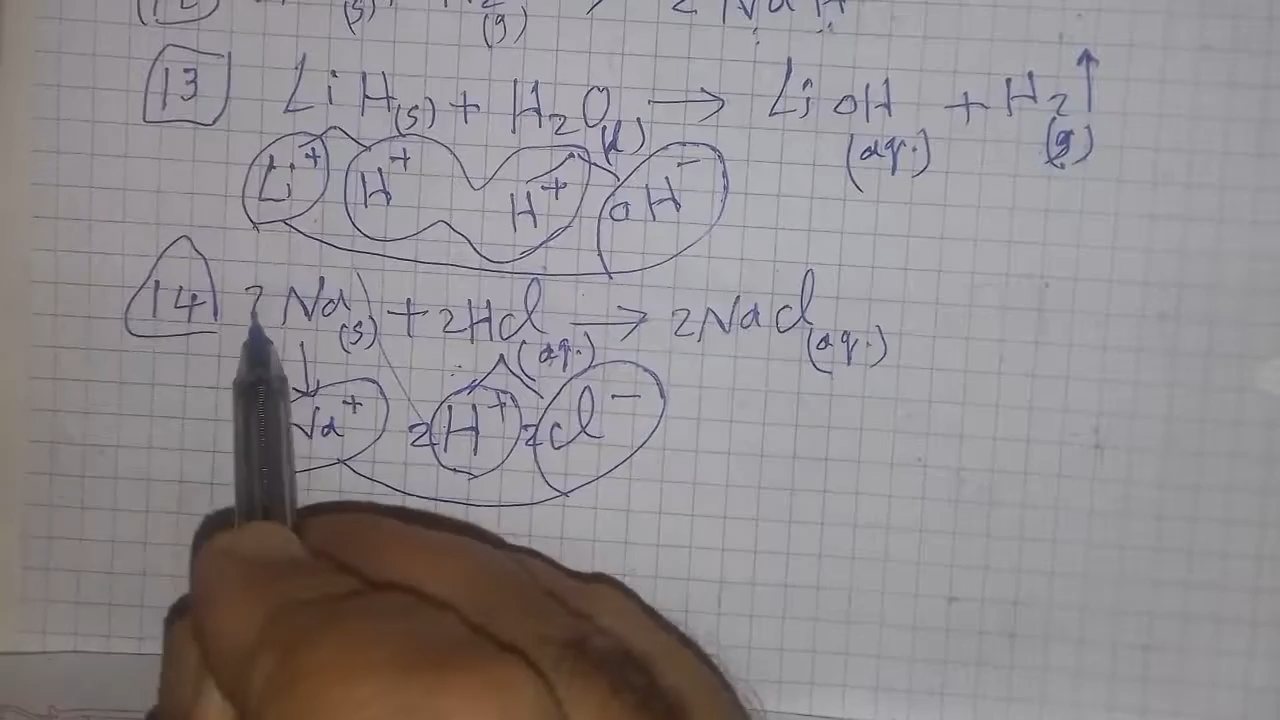 (s) (g)
13 LiH(s) + H2O(l) → LiOH(aq.) + H2↑(g)
Li+ H+ H+ OH-
14 2Na(s) + 2HCl(aq.) → 2NaCl(aq.)
Na+ 2H+ 2Cl-